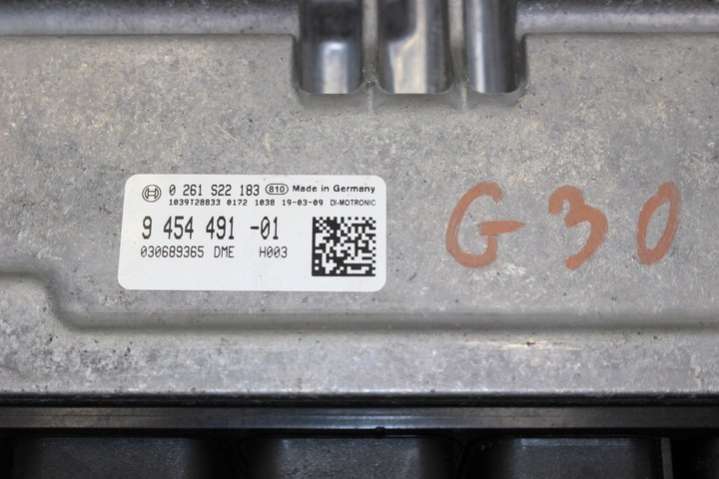 0 261 S22 183 810 Made in Germany
1039T28833 0172 1038 19-03-09 DI-MOTRONIC
9 454 491 -01
030689365 DME H003
G30